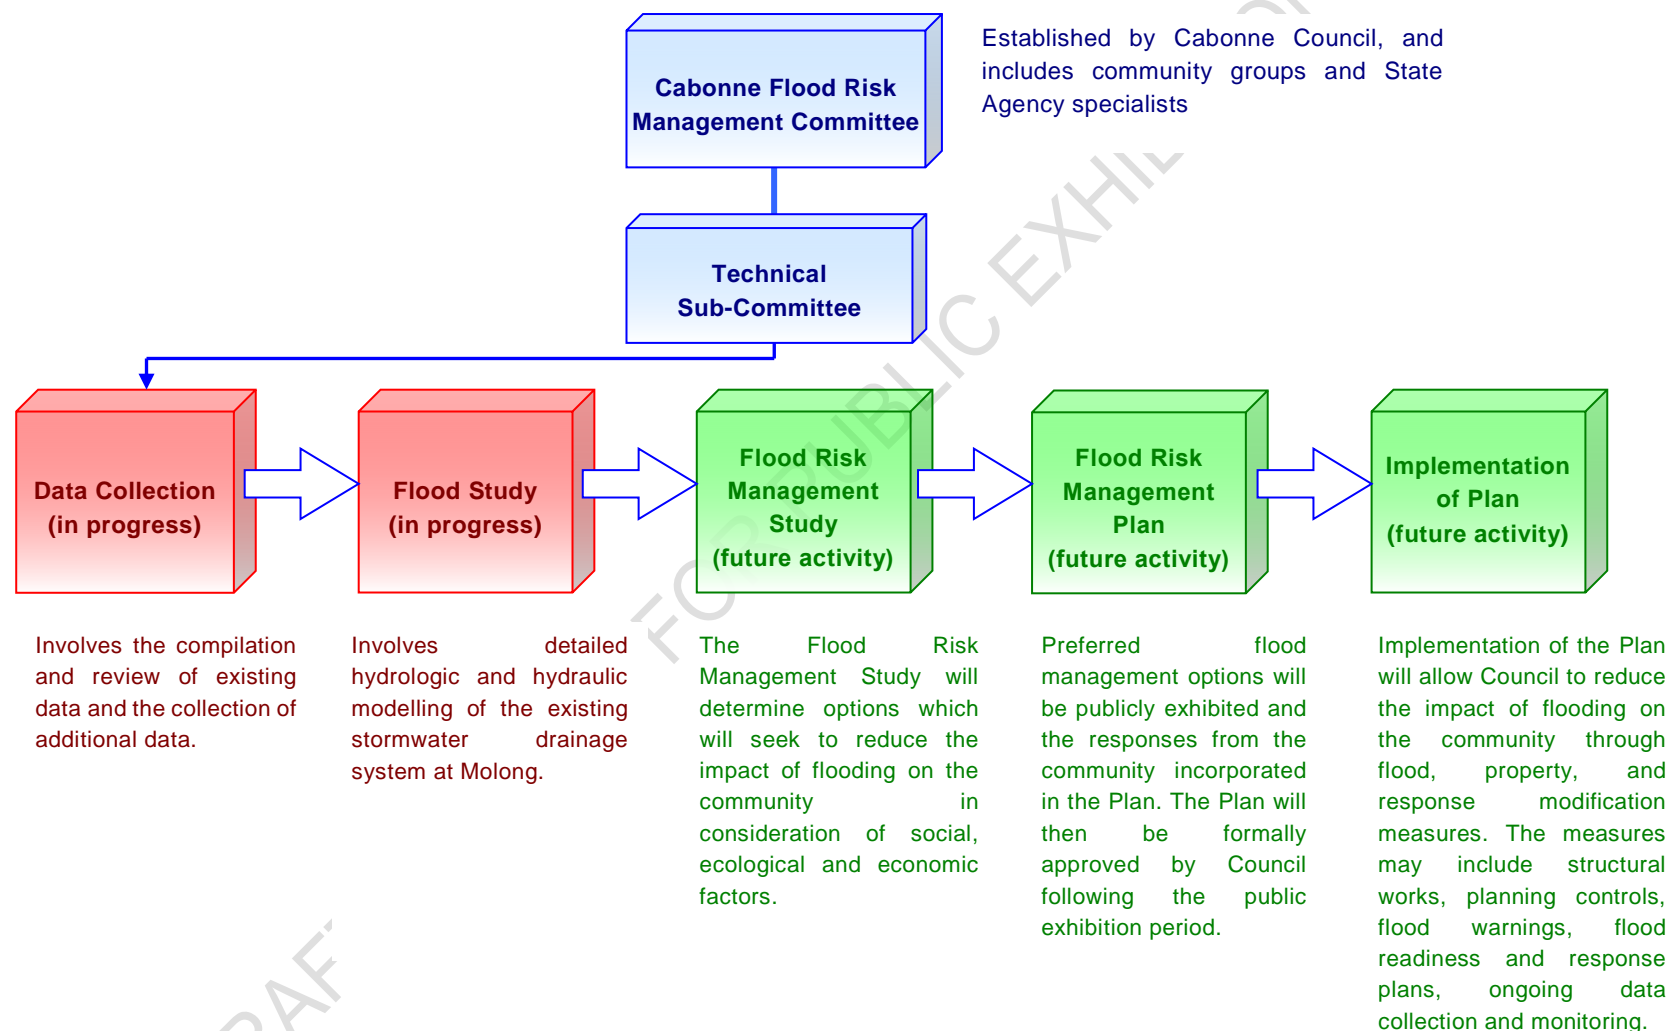 Cabonne Flood Risk
Management Committee
Established by Cabonne Council, and
includes community groups and State
Agency specialists
Technical
Sub-Committee
Data Collection
(in progress)
Flood Study
(in progress)
Flood Risk
Management
Study
(future activity)
Flood Risk
Management
Plan
(future activity)
Implementation
of Plan
(future activity)
Involves the compilation
and review of existing
data and the collection of
additional data.
Involves detailed
hydrologic and hydraulic
modelling of the existing
stormwater drainage
system at Molong.
The Flood Risk
Management Study will
determine options which
will seek to reduce the
impact of flooding on the
community in
consideration of social,
ecological and economic
factors.
Preferred flood
management options will
be publicly exhibited and
the responses from the
community incorporated
in the Plan. The Plan will
then be formally
approved by Council
following the public
exhibition period.
Implementation of the Plan
will allow Council to reduce
the impact of flooding on
the community through
flood, property, and
response modification
measures. The measures
may include structural
works, planning controls,
flood warnings, flood
readiness and response
plans, ongoing data
collection and monitoring.
FOR PUBLIC